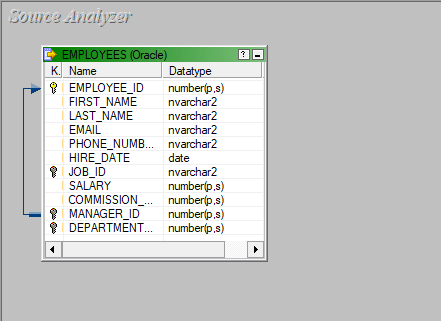 Source Analyzer
EMPLOYEES (Oracle) ?
K. Name Datatype
EMPLOYEE_ID number(p,s)
FIRST_NAME nvarchar2
LAST_NAME nvarchar2
EMAIL nvarchar2
PHONE_NUMB... nvarchar2
HIRE_DATE date
JOB_ID nvarchar2
SALARY number(p,s)
COMMISSION_... number(p,s)
MANAGER_ID number(p,s)
DEPARTMENT... number(p,s)